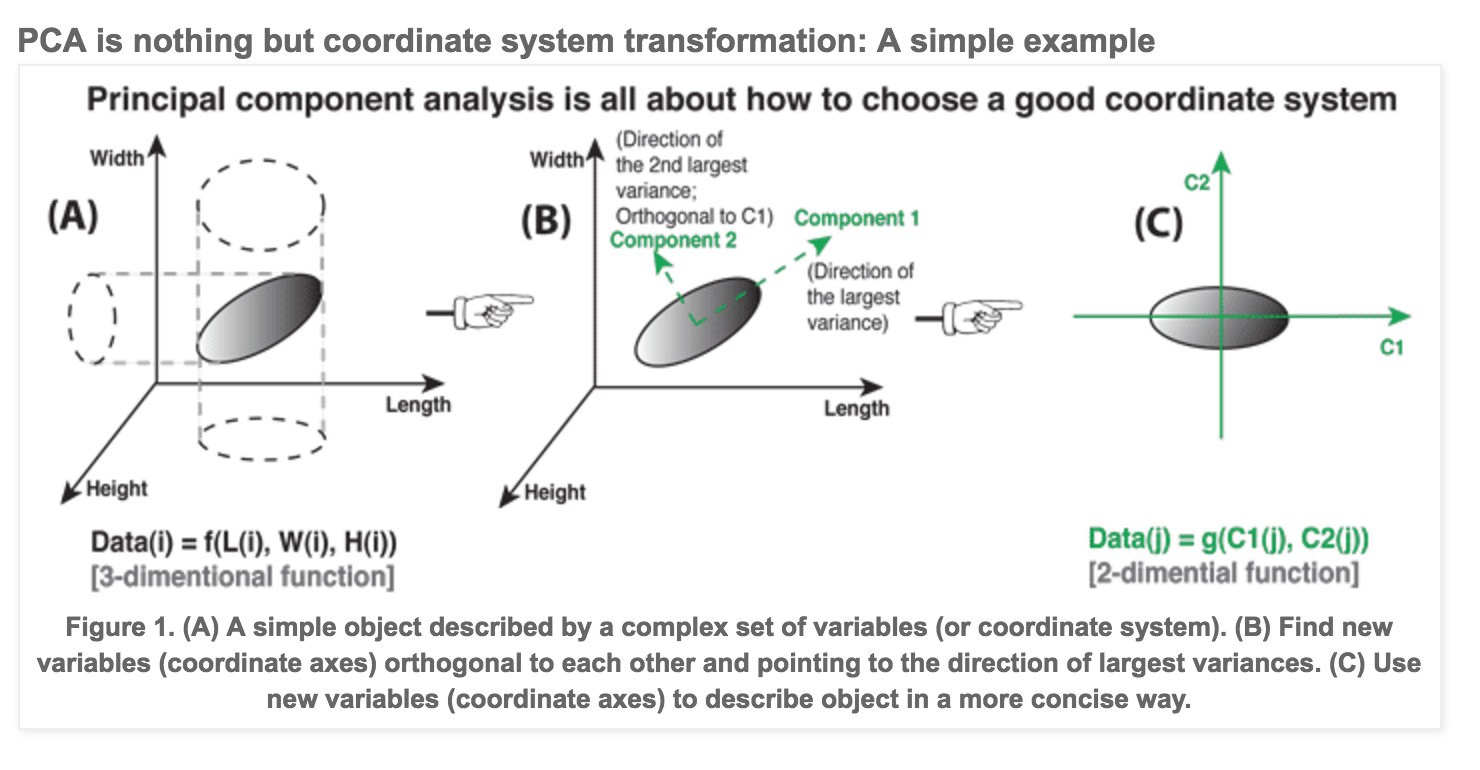 PCA is nothing but coordinate system transformation: A simple example
Principal component analysis is all about how to choose a good coordinate system
(A)
Width
Length
Height
Data(i) = f(L(i), W(i), H(i))
[3-dimentional function]
(B)
Width
(Direction of
the 2nd largest
variance;
Orthogonal to C1)
Component 2
Component 1
(Direction of
the largest
variance)
Length
Height
(C)
C2
C1
Data(j) = g(C1(j), C2(j))
[2-dimential function]
Figure 1. (A) A simple object described by a complex set of variables (or coordinate system). (B) Find new
variables (coordinate axes) orthogonal to each other and pointing to the direction of largest variances. (C) Use
new variables (coordinate axes) to describe object in a more concise way.